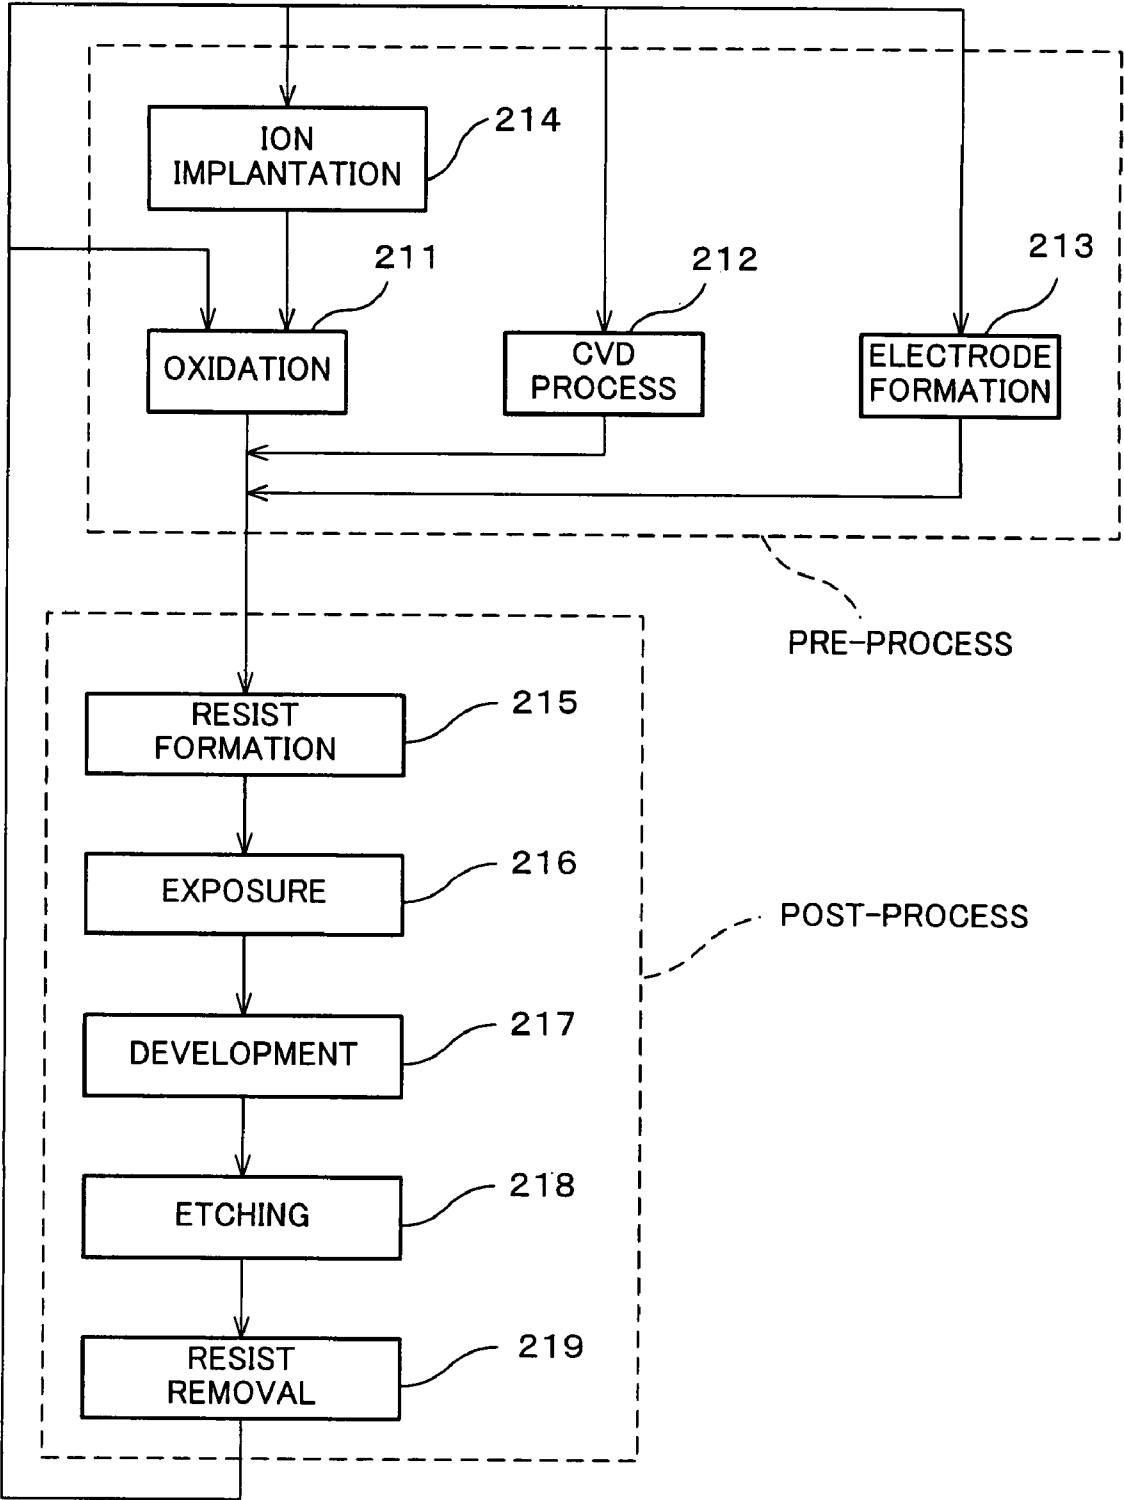 214
ION
IMPLANTATION
211
212
213
OXIDATION
CVD
PROCESS
ELECTRODE
FORMATION
PRE-PROCESS
RESIST
FORMATION
215
EXPOSURE
216
POST-PROCESS
DEVELOPMENT
217
ETCHING
218
RESIST
REMOVAL
219